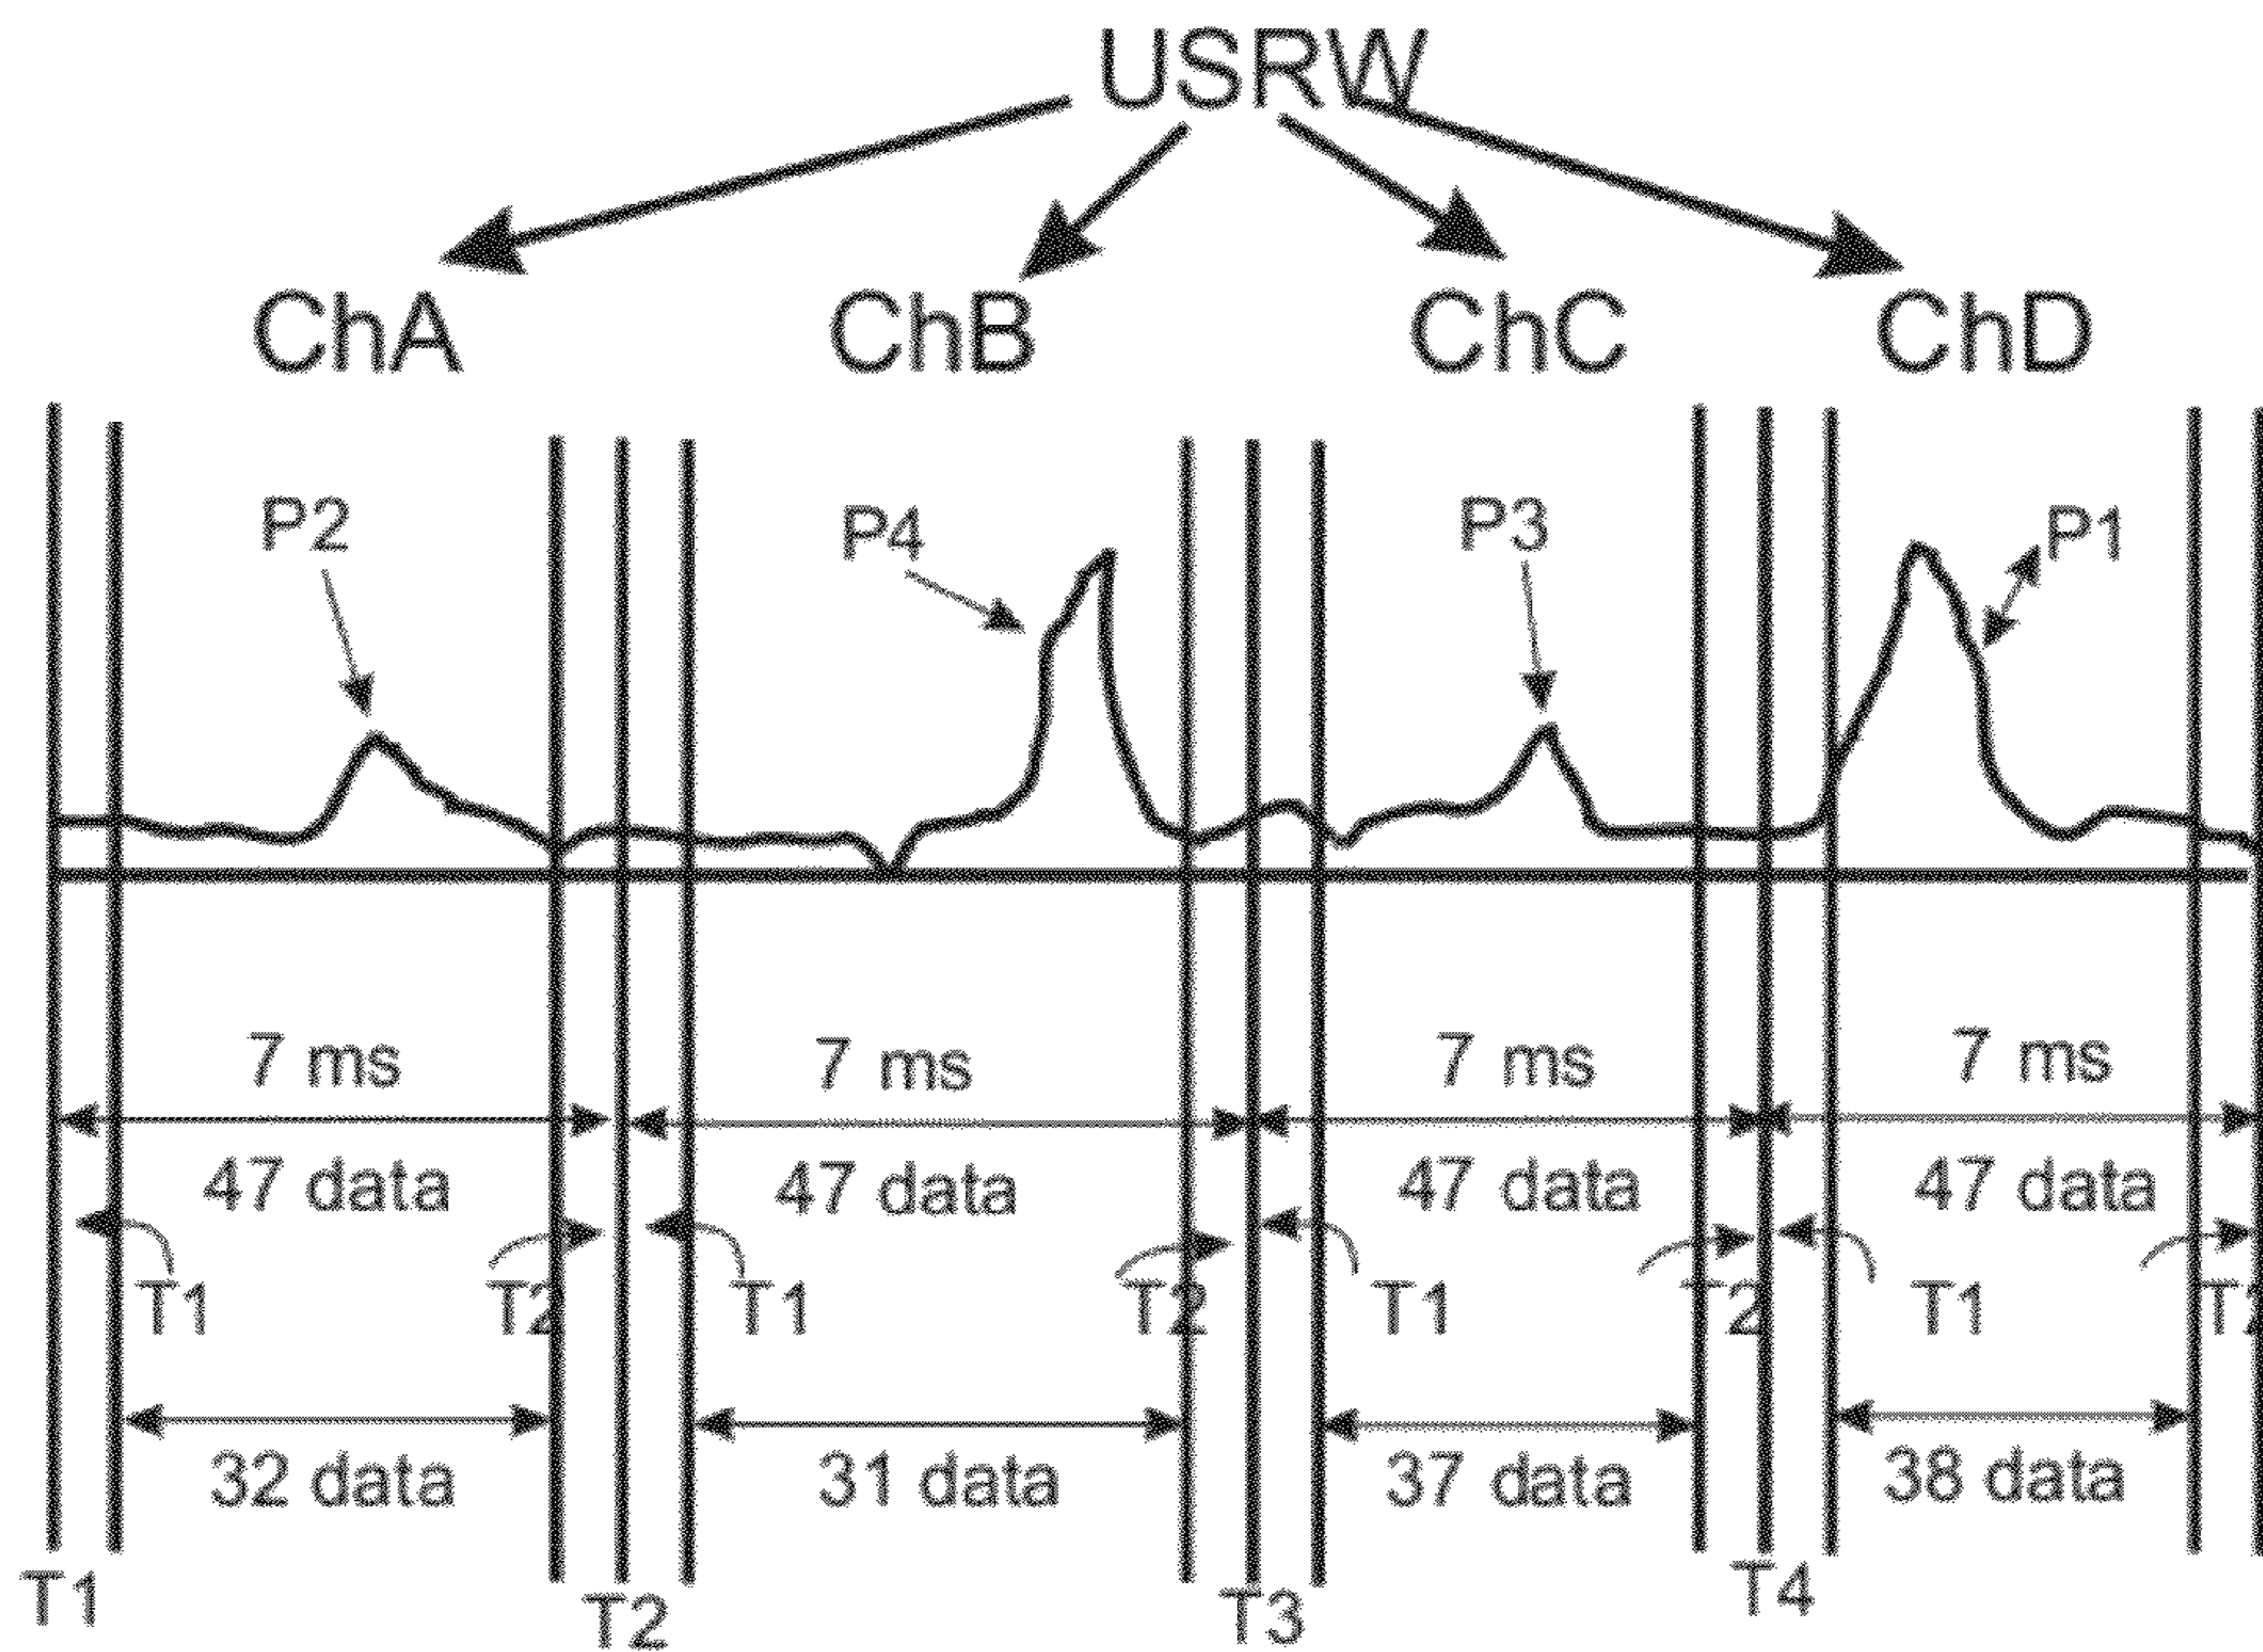 USRW
ChA ChB ChC ChD
P2 P4 P3 P1
7 ms 7 ms 7 ms 7 ms
47 data 47 data 47 data 47 data
T1 T2 T1 T2 T1 T2 T1 T2
32 data 31 data 37 data 38 data
T1 T2 T3 T4